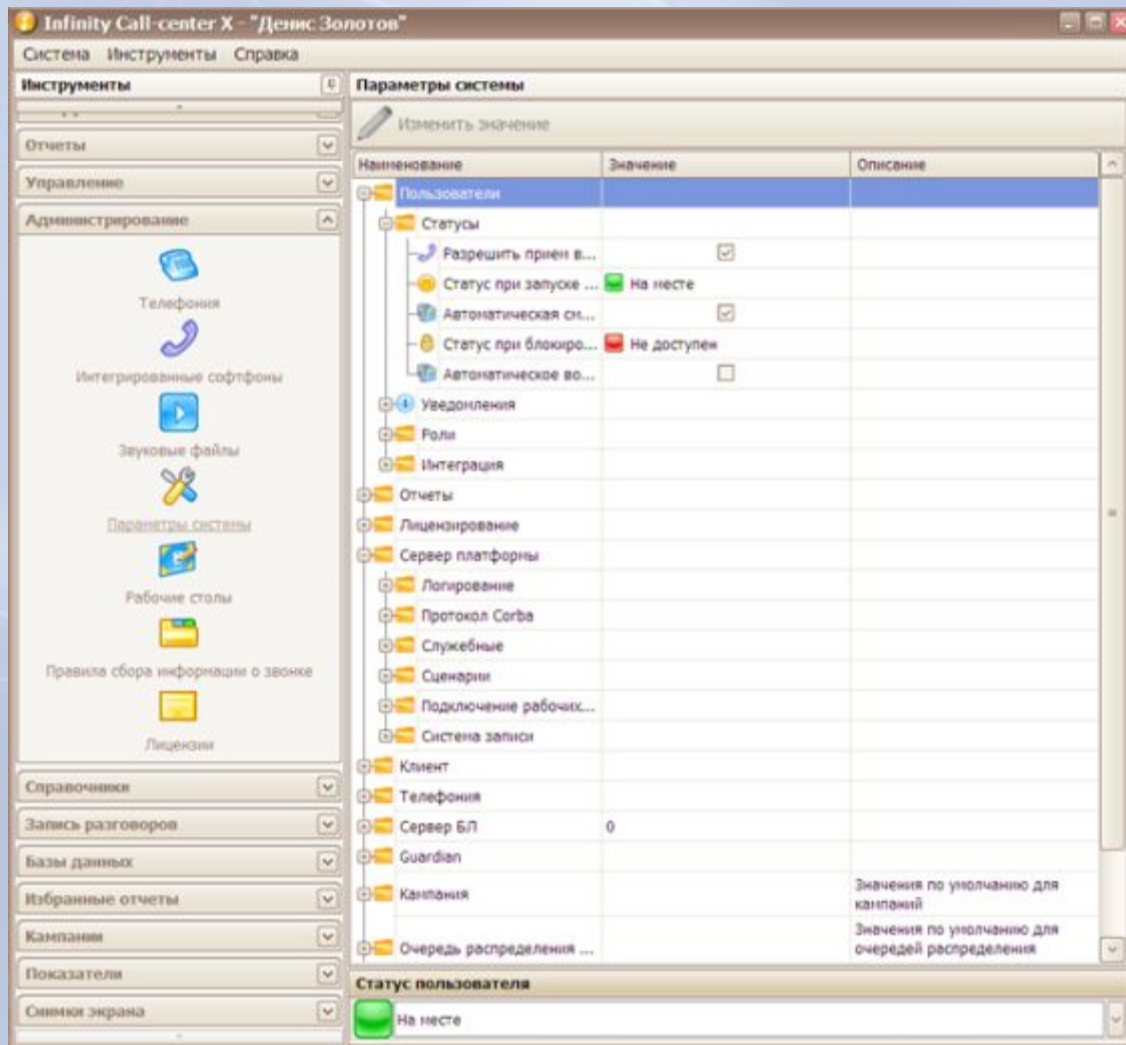 Infinity Call-center X - "Денис Золотов"
Система Инструменты Справка
Инструменты
Отчеты
Управление
Администрирование
Телефония
Интегрированные софтфоны
Звуковые файлы
Параметры системы
Рабочие столы
Правила сбора информации о звонке
Лицензии
Справочники
Запись разговоров
Базы данных
Избранные отчеты
Кампании
Показатели
Снимки экрана
Параметры системы
Изменить значение
Наименование Значение Описание
Пользователи
Статусы
Разрешить прием в...
Статус при запуске ... На месте
Автоматическая см...
Статус при блокиро... Не доступен
Автоматическое во...
Уведомления
Роли
Интеграция
Отчеты
Лицензирование
Сервер платформы
Логирование
Протокол Corba
Служебные
Сценарии
Подключение рабочих...
Система записи
Клиент
Телефония
Сервер БЛ 0
Guardian
Кампания Значения по умолчанию для
кампаний
Очередь распределения ... Значения по умолчанию для
очередей распределения
Статус пользователя
На месте